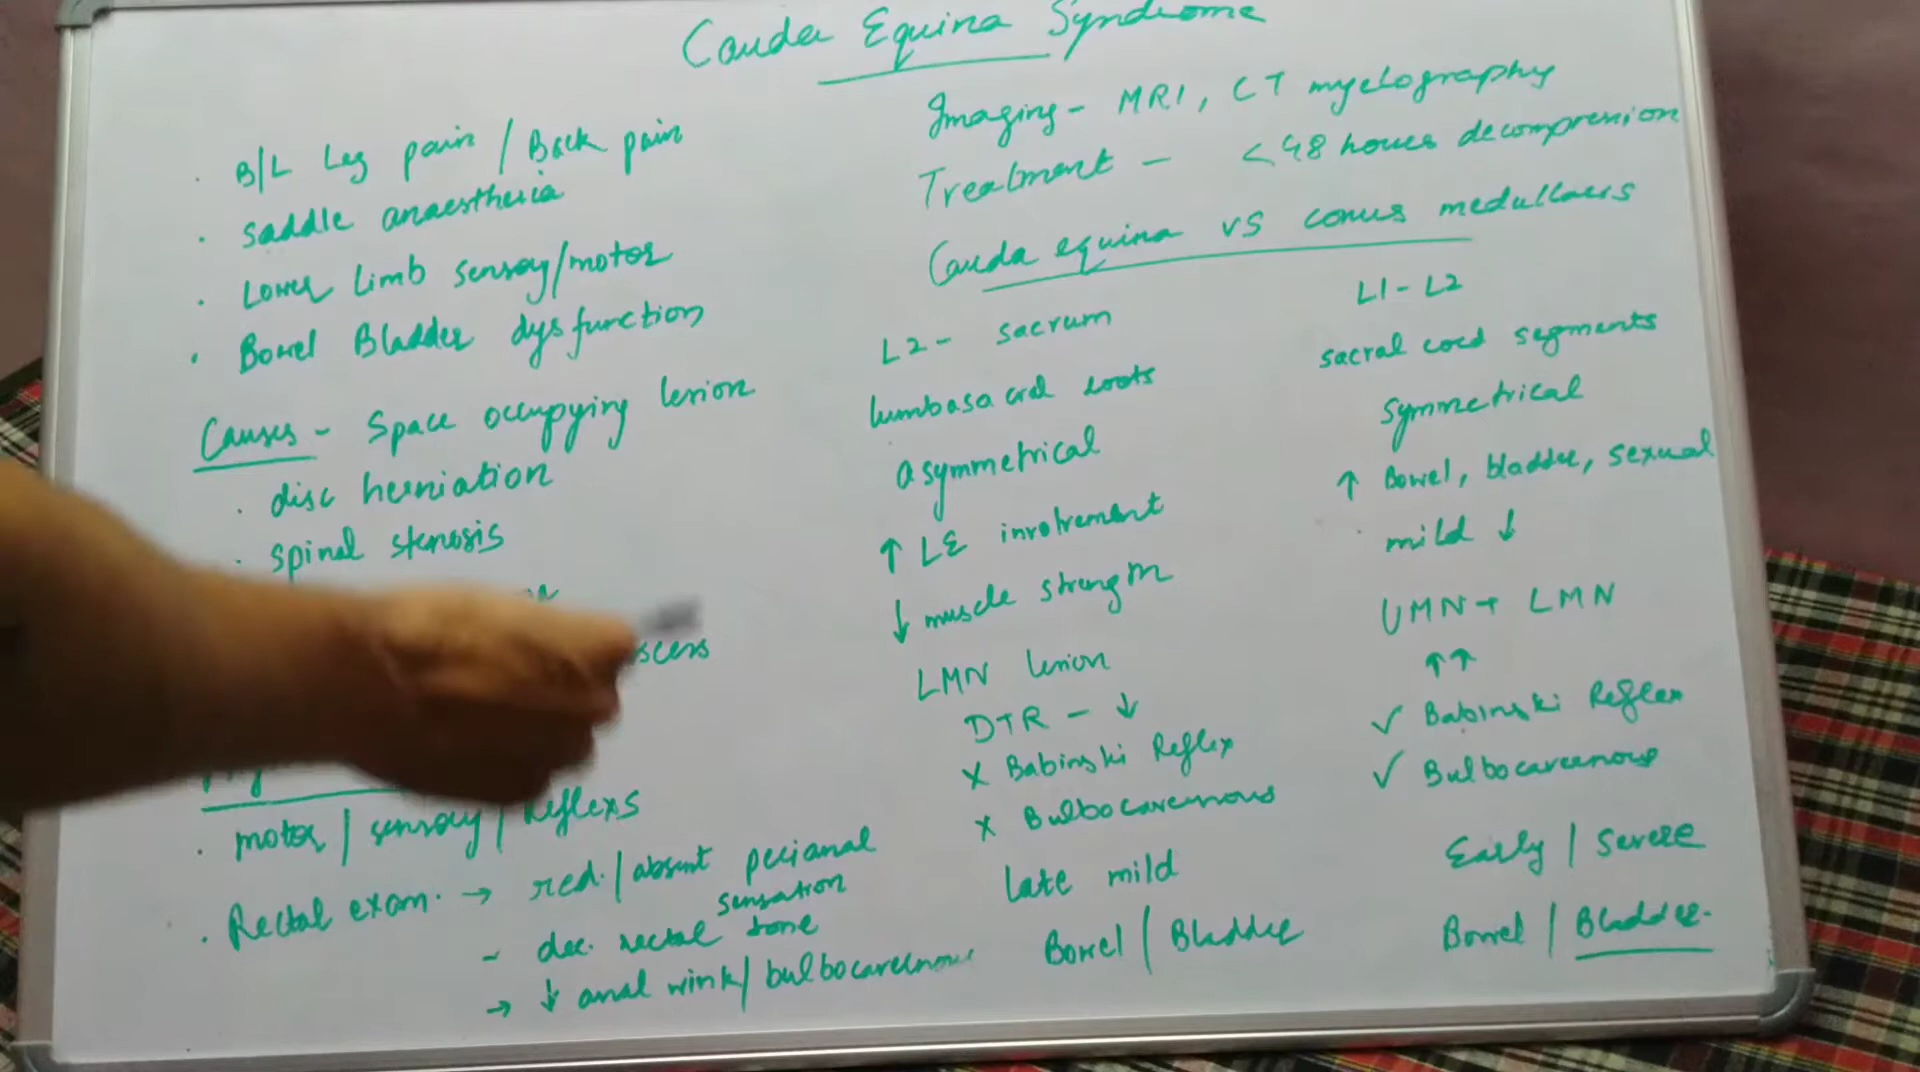 Cauda Equina Syndrome
. B/L Leg pain / Back pain
. saddle anaesthesia
. Lower limb sensory/motor
. Bowel Bladder dysfunction
Causes - Space occupying lesion
. disc herniation
. spinal stenosis
. motor / sensory / Reflexs
. Rectal exam. → red. / absent perianal sensation
- dec. rectal tone
→ ↓ anal wink / bulbocavernous
Imaging - MRI, CT myelography
Treatment - < 48 hours decompression
Cauda equina vs conus medullaris
L2 - sacrum
lumbasacral roots
asymmetrical
↑ LE involvement
↓ muscle strength
LMN lesion
DTR - ↓
x Babinski Reflex
x Bulbocavernous
late mild
Bowel / Bladder
L1 - L2
sacral cord segments
symmetrical
↑ Bowel, bladder, sexual
mild ↓
UMN + LMN
↑↑
✓ Babinski Reflex
✓ Bulbocavernous
Early / Severe
Bowel / Bladder.